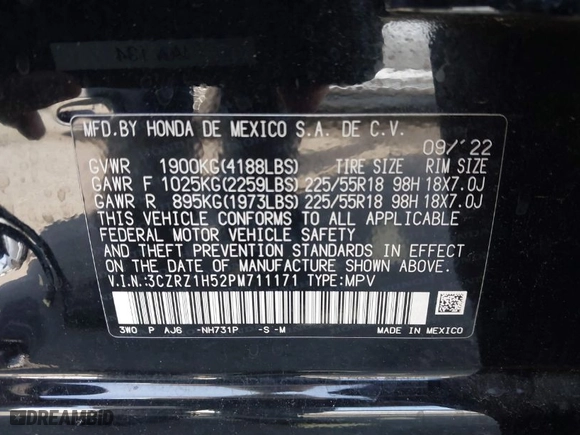 MFD.BY HONDA DE MEXICO S.A. DE C.V.
09/'22
GVWR 1900KG(4188LBS) TIRE SIZE RIM SIZE
GAWR F 1025KG(2259LBS) 225/55R18 98H 18X7.0J
GAWR R 895KG(1973LBS) 225/55R18 98H 18X7.0J
THIS VEHICLE CONFORMS TO ALL APPLICABLE
FEDERAL MOTOR VEHICLE SAFETY
AND THEFT PREVENTION STANDARDS IN EFFECT
ON THE DATE OF MANUFACTURE SHOWN ABOVE.
V.I.N.:3CZRZ1H52PM711171 TYPE:MPV
3W0 P AJ6 -NH731P -S -M
MADE IN MEXICO
DREAMBID